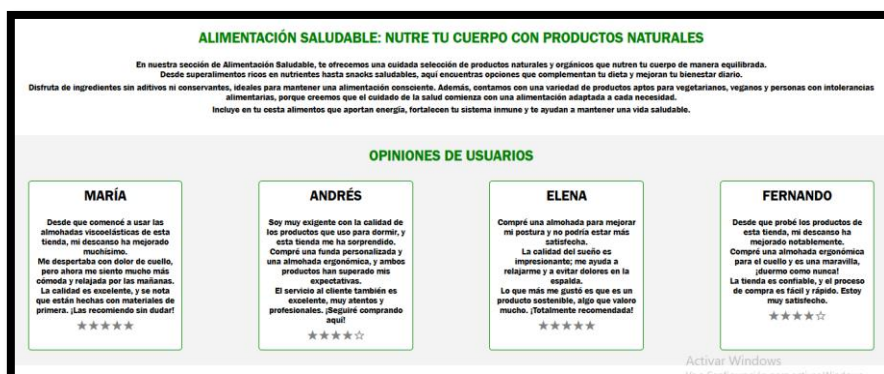 ALIMENTACIÓN SALUDABLE: NUTRE TU CUERPO CON PRODUCTOS NATURALES
En nuestra sección de Alimentación Saludable, te ofrecemos una cuidada selección de productos naturales y orgánicos que nutren tu cuerpo de manera equilibrada.
Desde superalimentos ricos en nutrientes hasta snacks saludables, aquí encuentras opciones que complementan tu dieta y mejoran tu bienestar diario.
Disfruta de ingredientes sin aditivos ni conservantes, ideales para mantener una alimentación consciente. Además, contamos con una variedad de productos aptos para vegetarianos, veganos y personas con intolerancias
alimentarias, porque creemos que el cuidado de la salud comienza con una alimentación adaptada a cada necesidad.
Incluye en tu cesta alimentos que aportan energía, fortalecen tu sistema inmune y te ayudan a mantener una vida saludable.
OPINIONES DE USUARIOS
MARÍA
Desde que comencé a usar las
almohadas viscoelásticas de esta
tienda, mi descanso ha mejorado
muchísimo.
Me despertaba con dolor de cuello,
pero ahora me siento mucho más
cómoda y relajada por las mañanas.
La calidad es excelente, y se nota
que están hechas con materiales de
primera. ¡Las recomiendo sin dudar!
★★★★★
ANDRÉS
Soy muy exigente con la calidad de
los productos que uso para dormir, y
esta tienda me ha sorprendido.
Compré una funda personalizada y
una almohada ergonómica, y ambos
productos han superado mis
expectativas.
El servicio al cliente también es
excelente, muy atentos y
profesionales. ¡Seguiré comprando
aquí!
★★★★☆
ELENA
Compré una almohada para mejorar
mi postura y no podría estar más
satisfecha.
La calidad del sueño es
impresionante; me ayuda a
relajarme y a evitar dolores en la
espalda.
Lo que más me gustó es que es un
producto sostenible, algo que valoro
mucho. ¡Totalmente recomendada!
★★★★★
FERNANDO
Desde que probé los productos de
esta tienda, mi descanso ha
mejorado notablemente.
Compré una almohada ergonómica
para el cuello y es una maravilla,
¡duermo como nunca!
La tienda es confiable, y el proceso
de compra es fácil y rápido. Estoy
muy satisfecho.
★★★★☆
Activar Windows